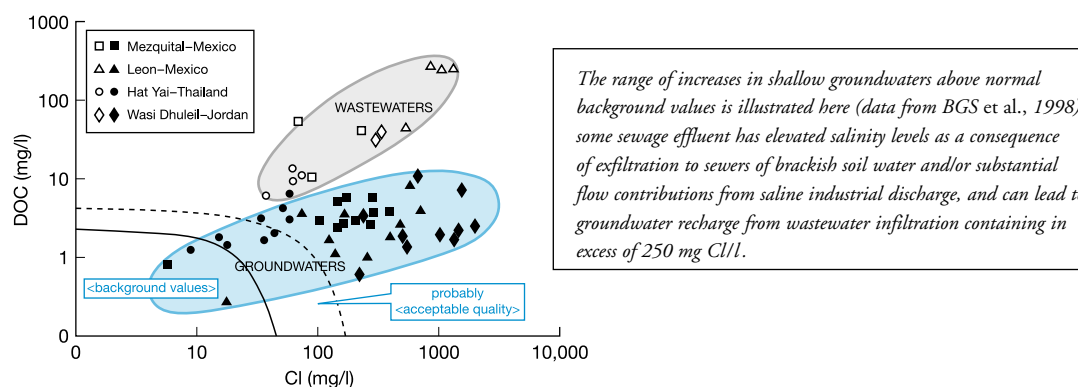 1000
100
10
1
0
DOC (mg/l)
Mezquital–Mexico
Leon–Mexico
Hat Yai–Thailand
Wasi Dhuleil–Jordan
WASTEWATERS
GROUNDWATERS
<background values>
probably
<acceptable quality>
0 10 100 1000 10,000
Cl (mg/l)
The range of increases in shallow groundwaters above normal
background values is illustrated here (data from BGS et al., 1998)
some sewage effluent has elevated salinity levels as a consequence
of exfiltration to sewers of brackish soil water and/or substantial
flow contributions from saline industrial discharge, and can lead t
groundwater recharge from wastewater infiltration containing in
excess of 250 mg Cl/l.